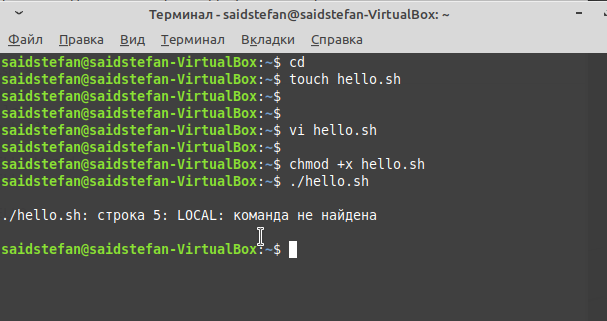 Терминал - saidstefan@saidstefan-VirtualBox: ~
Файл Правка Вид Терминал Вкладки Справка
saidstefan@saidstefan-VirtualBox:~$ cd
saidstefan@saidstefan-VirtualBox:~$ touch hello.sh
saidstefan@saidstefan-VirtualBox:~$
saidstefan@saidstefan-VirtualBox:~$
saidstefan@saidstefan-VirtualBox:~$ vi hello.sh
saidstefan@saidstefan-VirtualBox:~$
saidstefan@saidstefan-VirtualBox:~$ chmod +x hello.sh
saidstefan@saidstefan-VirtualBox:~$ ./hello.sh
./hello.sh: строка 5: LOCAL: команда не найдена
saidstefan@saidstefan-VirtualBox:~$